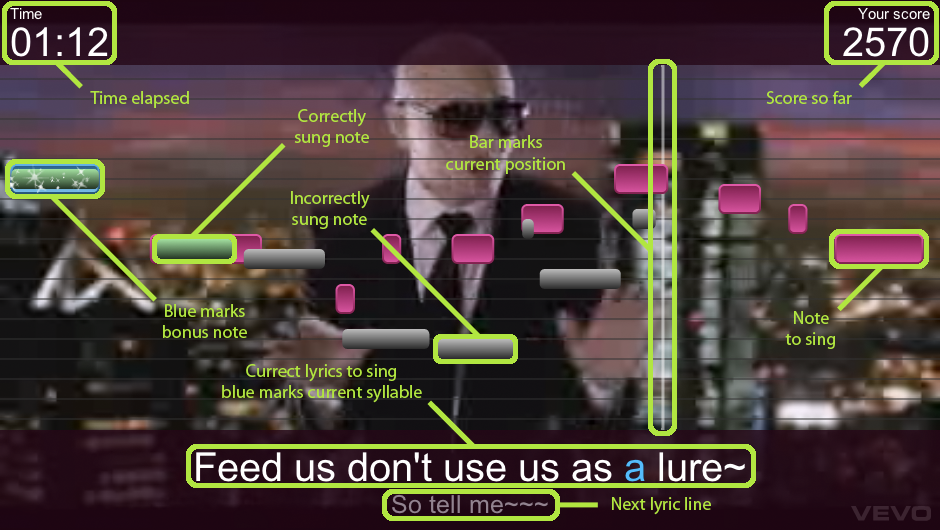 Time
01:12
Your score
2570
Time elapsed
Score so far
Correctly
sung note
Bar marks
current position
Incorrectly
sung note
Blue marks
bonus note
Note
to sing
Currect lyrics to sing
blue marks current syllable
Feed us don't use us as a lure~
So tell me~~~
Next lyric line
VEVO